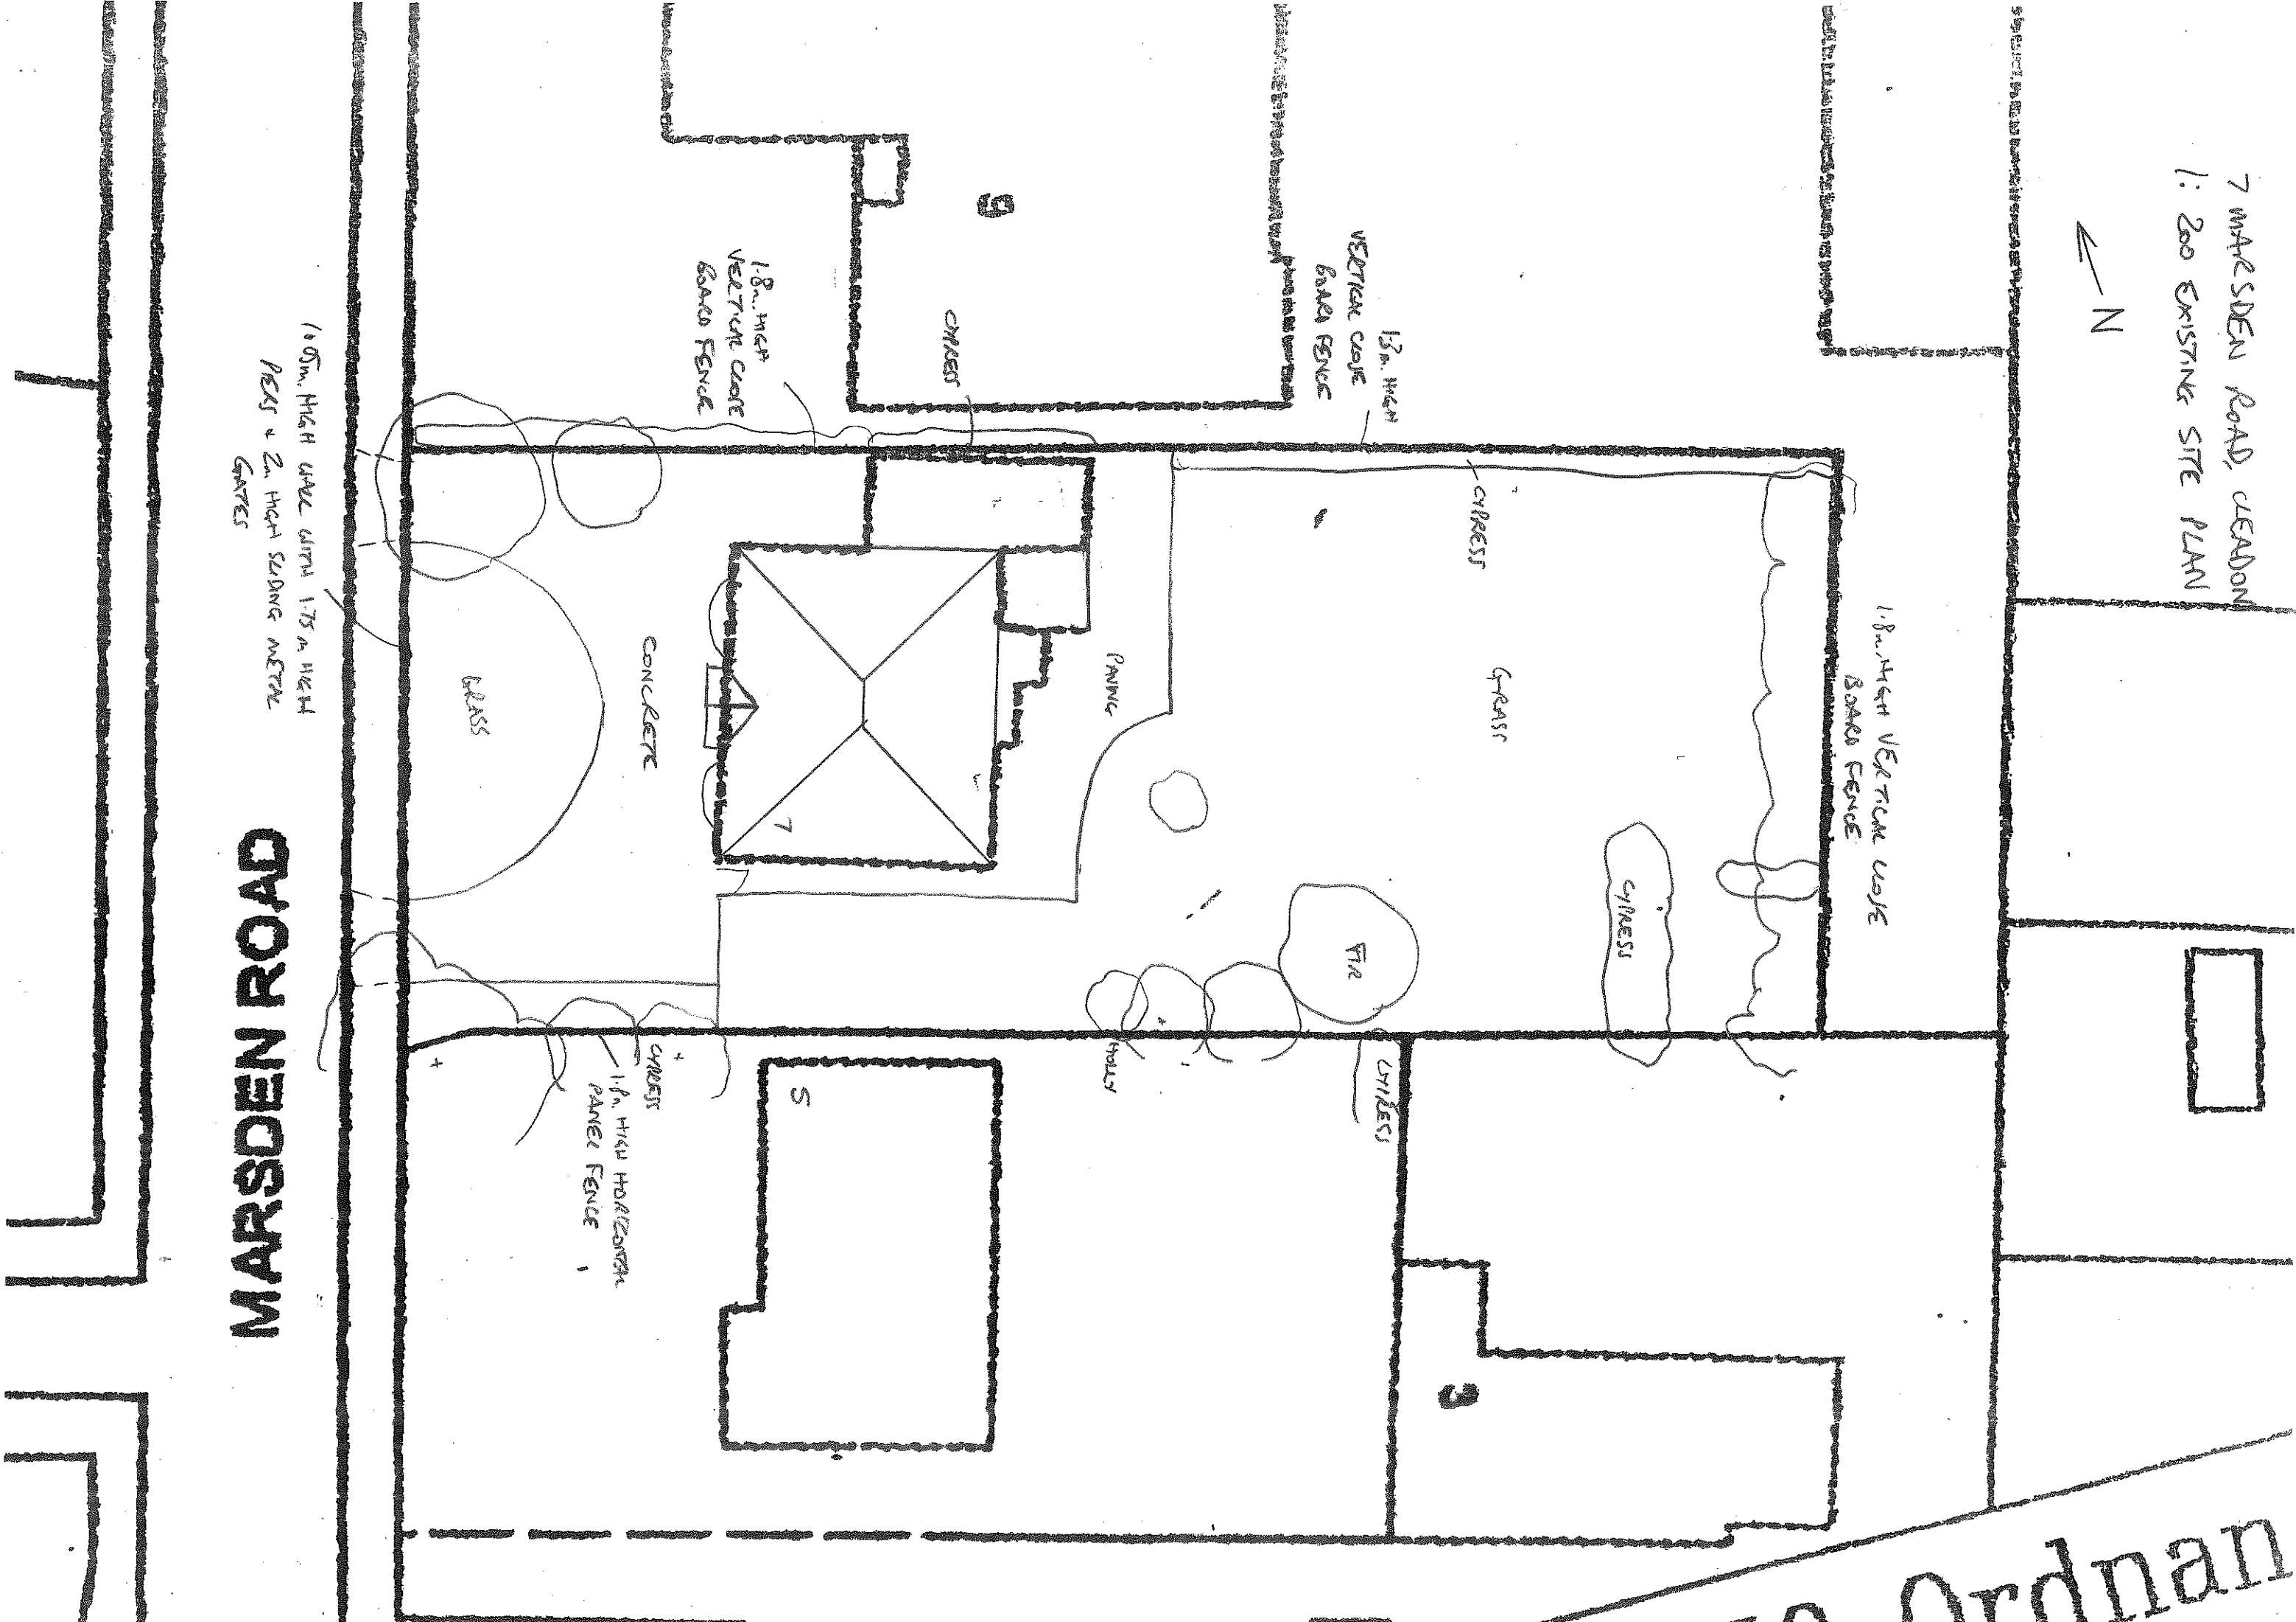 7 MARSDEN ROAD, CLEADON
1:200 EXISTING SITE PLAN
N
9
1.8m. HIGH
VERTICAL CLOSE
BOARD FENCE
CYPRESS
1.3m. HIGH
VERTICAL CLOSE
BOARD FENCE
CYPRESS
1.8m. HIGH VERTICAL CLOSE
BOARD FENCE
1.05m. HIGH WALL WITH 1.75m HIGH
PIERS & 2m HIGH SLIDING METAL
GATES
GRASS
CONCRETE
PAVING
GRASS
7
FIR
CYPRESS
MARSDEN ROAD
CYPRESS
1.8m. HIGH HORIZONTAL
PANEL FENCE
5
HOLLY
CYPRESS
3
Ordnan